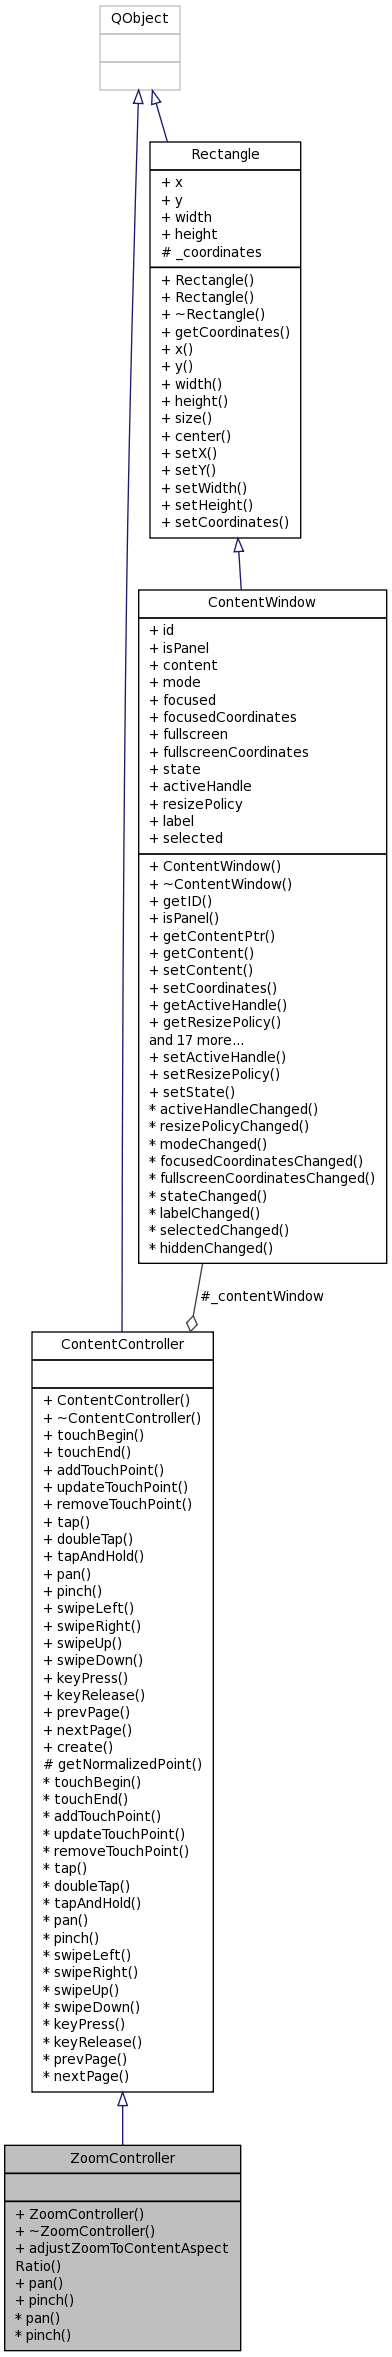 QObject
Rectangle
+ x
+ y
+ width
+ height
# _coordinates
+ Rectangle()
+ Rectangle()
+ ~Rectangle()
+ getCoordinates()
+ x()
+ y()
+ width()
+ height()
+ size()
+ center()
+ setX()
+ setY()
+ setWidth()
+ setHeight()
+ setCoordinates()
ContentWindow
+ id
+ isPanel
+ content
+ mode
+ focused
+ focusedCoordinates
+ fullscreen
+ fullscreenCoordinates
+ state
+ activeHandle
+ resizePolicy
+ label
+ selected
+ ContentWindow()
+ ~ContentWindow()
+ getID()
+ isPanel()
+ getContentPtr()
+ getContent()
+ setContent()
+ setCoordinates()
+ getActiveHandle()
+ getResizePolicy()
and 17 more...
+ setActiveHandle()
+ setResizePolicy()
+ setState()
* activeHandleChanged()
* resizePolicyChanged()
* modeChanged()
* focusedCoordinatesChanged()
* fullscreenCoordinatesChanged()
* stateChanged()
* labelChanged()
* selectedChanged()
* hiddenChanged()
#_contentWindow
ContentController
+ ContentController()
+ ~ContentController()
+ touchBegin()
+ touchEnd()
+ addTouchPoint()
+ updateTouchPoint()
+ removeTouchPoint()
+ tap()
+ doubleTap()
+ tapAndHold()
+ pan()
+ pinch()
+ swipeLeft()
+ swipeRight()
+ swipeUp()
+ swipeDown()
+ keyPress()
+ keyRelease()
+ prevPage()
+ nextPage()
+ create()
# getNormalizedPoint()
* touchBegin()
* touchEnd()
* addTouchPoint()
* updateTouchPoint()
* removeTouchPoint()
* tap()
* doubleTap()
* tapAndHold()
* pan()
* pinch()
* swipeLeft()
* swipeRight()
* swipeUp()
* swipeDown()
* keyPress()
* keyRelease()
* prevPage()
* nextPage()
ZoomController
+ ZoomController()
+ ~ZoomController()
+ adjustZoomToContentAspect
Ratio()
+ pan()
+ pinch()
* pan()
* pinch()